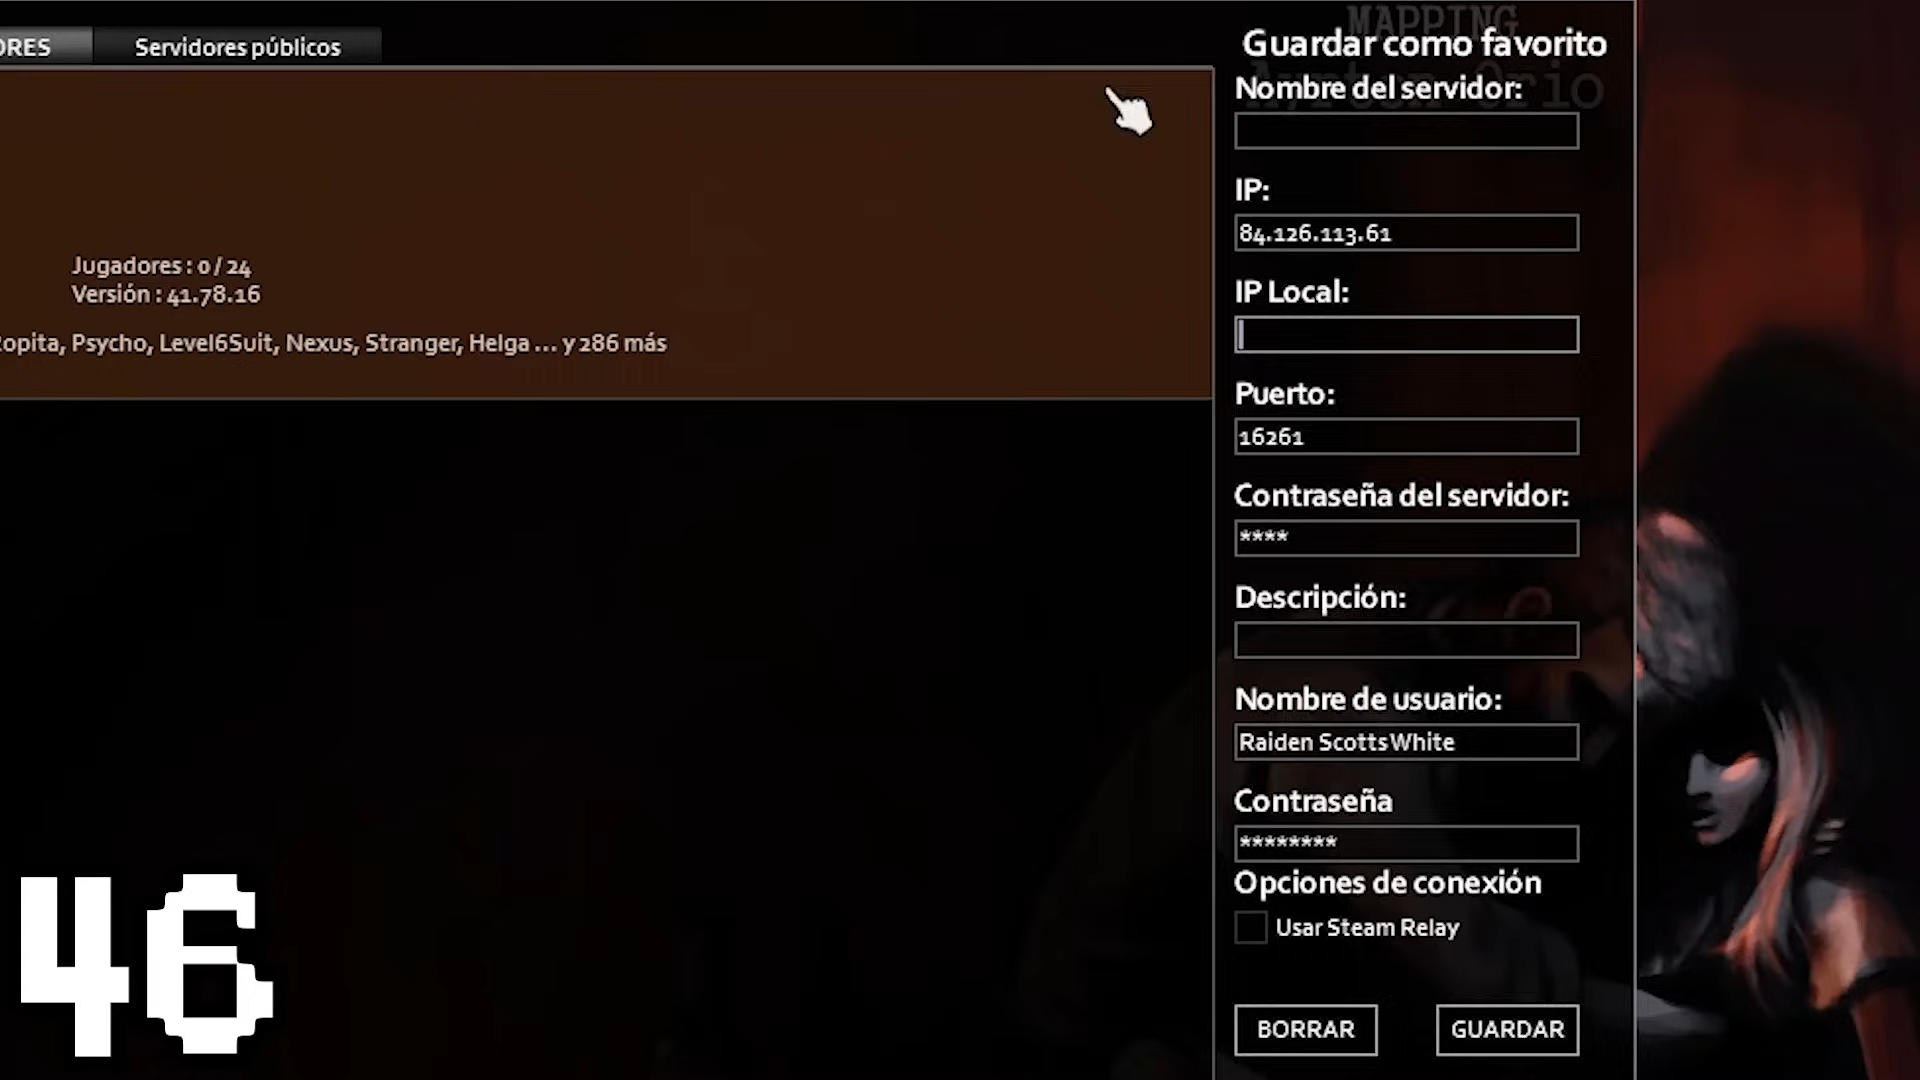 ORES
Servidores públicos
Jugadores : 0 / 24
Versión : 41.78.16
Ropita, Psycho, Level6Suit, Nexus, Stranger, Helga ... y 286 más
46
MAPPING
Guardar como favorito
Nombre del servidor:
IP:
84.126.113.61
IP Local:
Puerto:
16261
Contraseña del servidor:
****
Descripción:
Nombre de usuario:
Raiden ScottsWhite
Contraseña
********
Opciones de conexión
Usar Steam Relay
BORRAR
GUARDAR